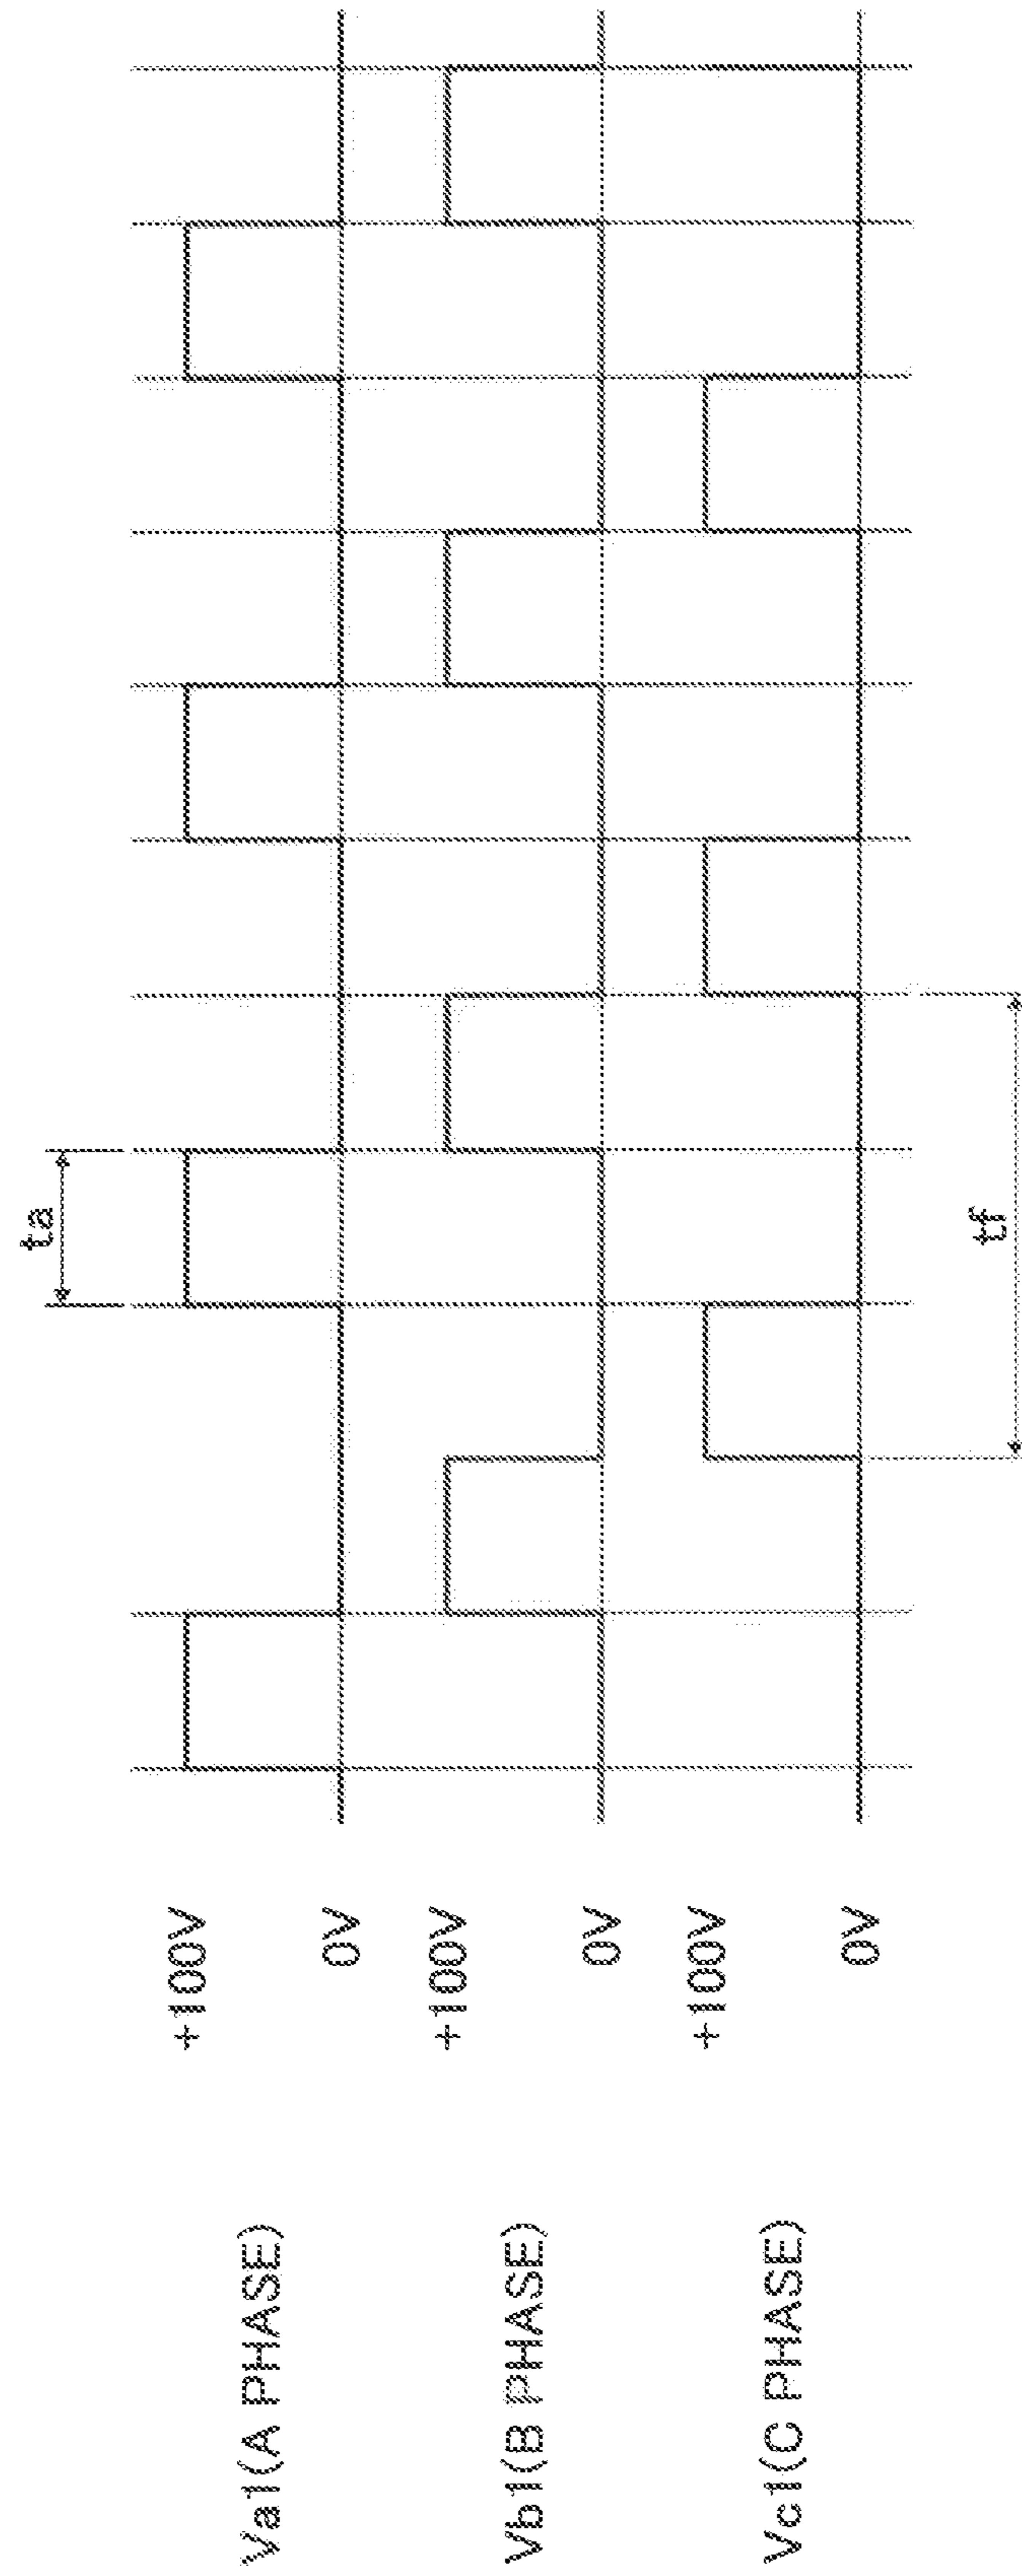 ta
+100V
Va1(A PHASE)
0V
+100V
Vb1(B PHASE)
0V
+100V
Vc1(C PHASE)
0V
tf